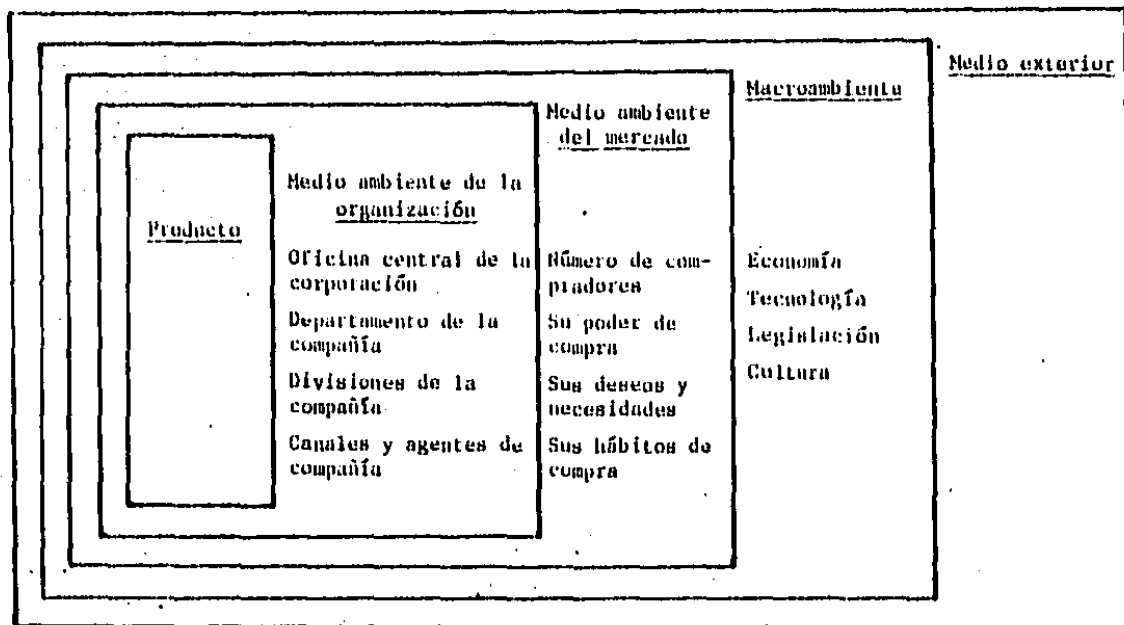 Medio exterior
Macroambiente
Medio ambiente
del mercado
Medio ambiente de la
organización
Producto
Oficina central de la
corporación
Departamento de la
compañía
Divisiones de la
compañía
Canales y agentes de
compañía
Número de com-
pradores
Su poder de
compra
Sus deseos y
necesidades
Sus hábitos de
compra
Economía
Tecnología
Legislación
Cultura